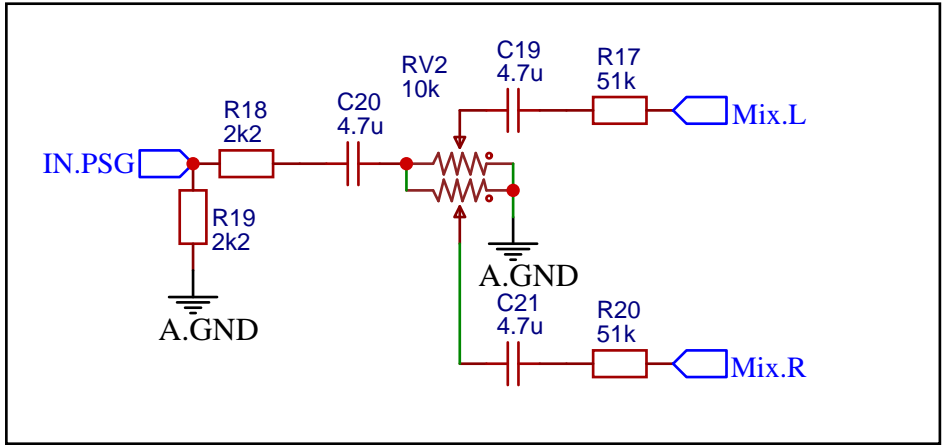 C19
4.7u
R17
51k
RV2
10k
C20
4.7u
R18
2k2
Mix.L
IN.PSG
R19
2k2
A.GND
A.GND
C21
4.7u
R20
51k
Mix.R